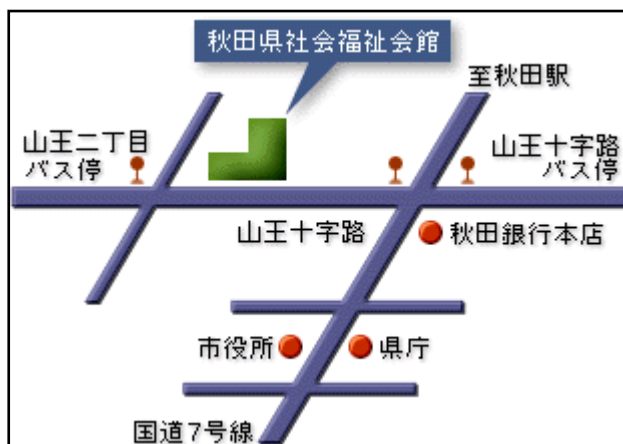 秋田県社会福祉会館
至秋田駅
山王二丁目
バス停
山王十字路
バス停
山王十字路
秋田銀行本店
市役所
県庁
国道7号線